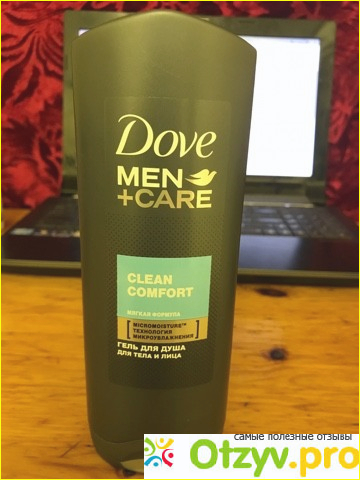 Dove
MEN
+CARE
CLEAN
COMFORT
МЯГКАЯ ФОРМУЛА
MICROMOISTURE™
ТЕХНОЛОГИЯ
МИКРОУВЛАЖНЕНИЯ
ГЕЛЬ ДЛЯ ДУША
ДЛЯ ТЕЛА И ЛИЦА
самые полезные отзывы
Otzyv.pro